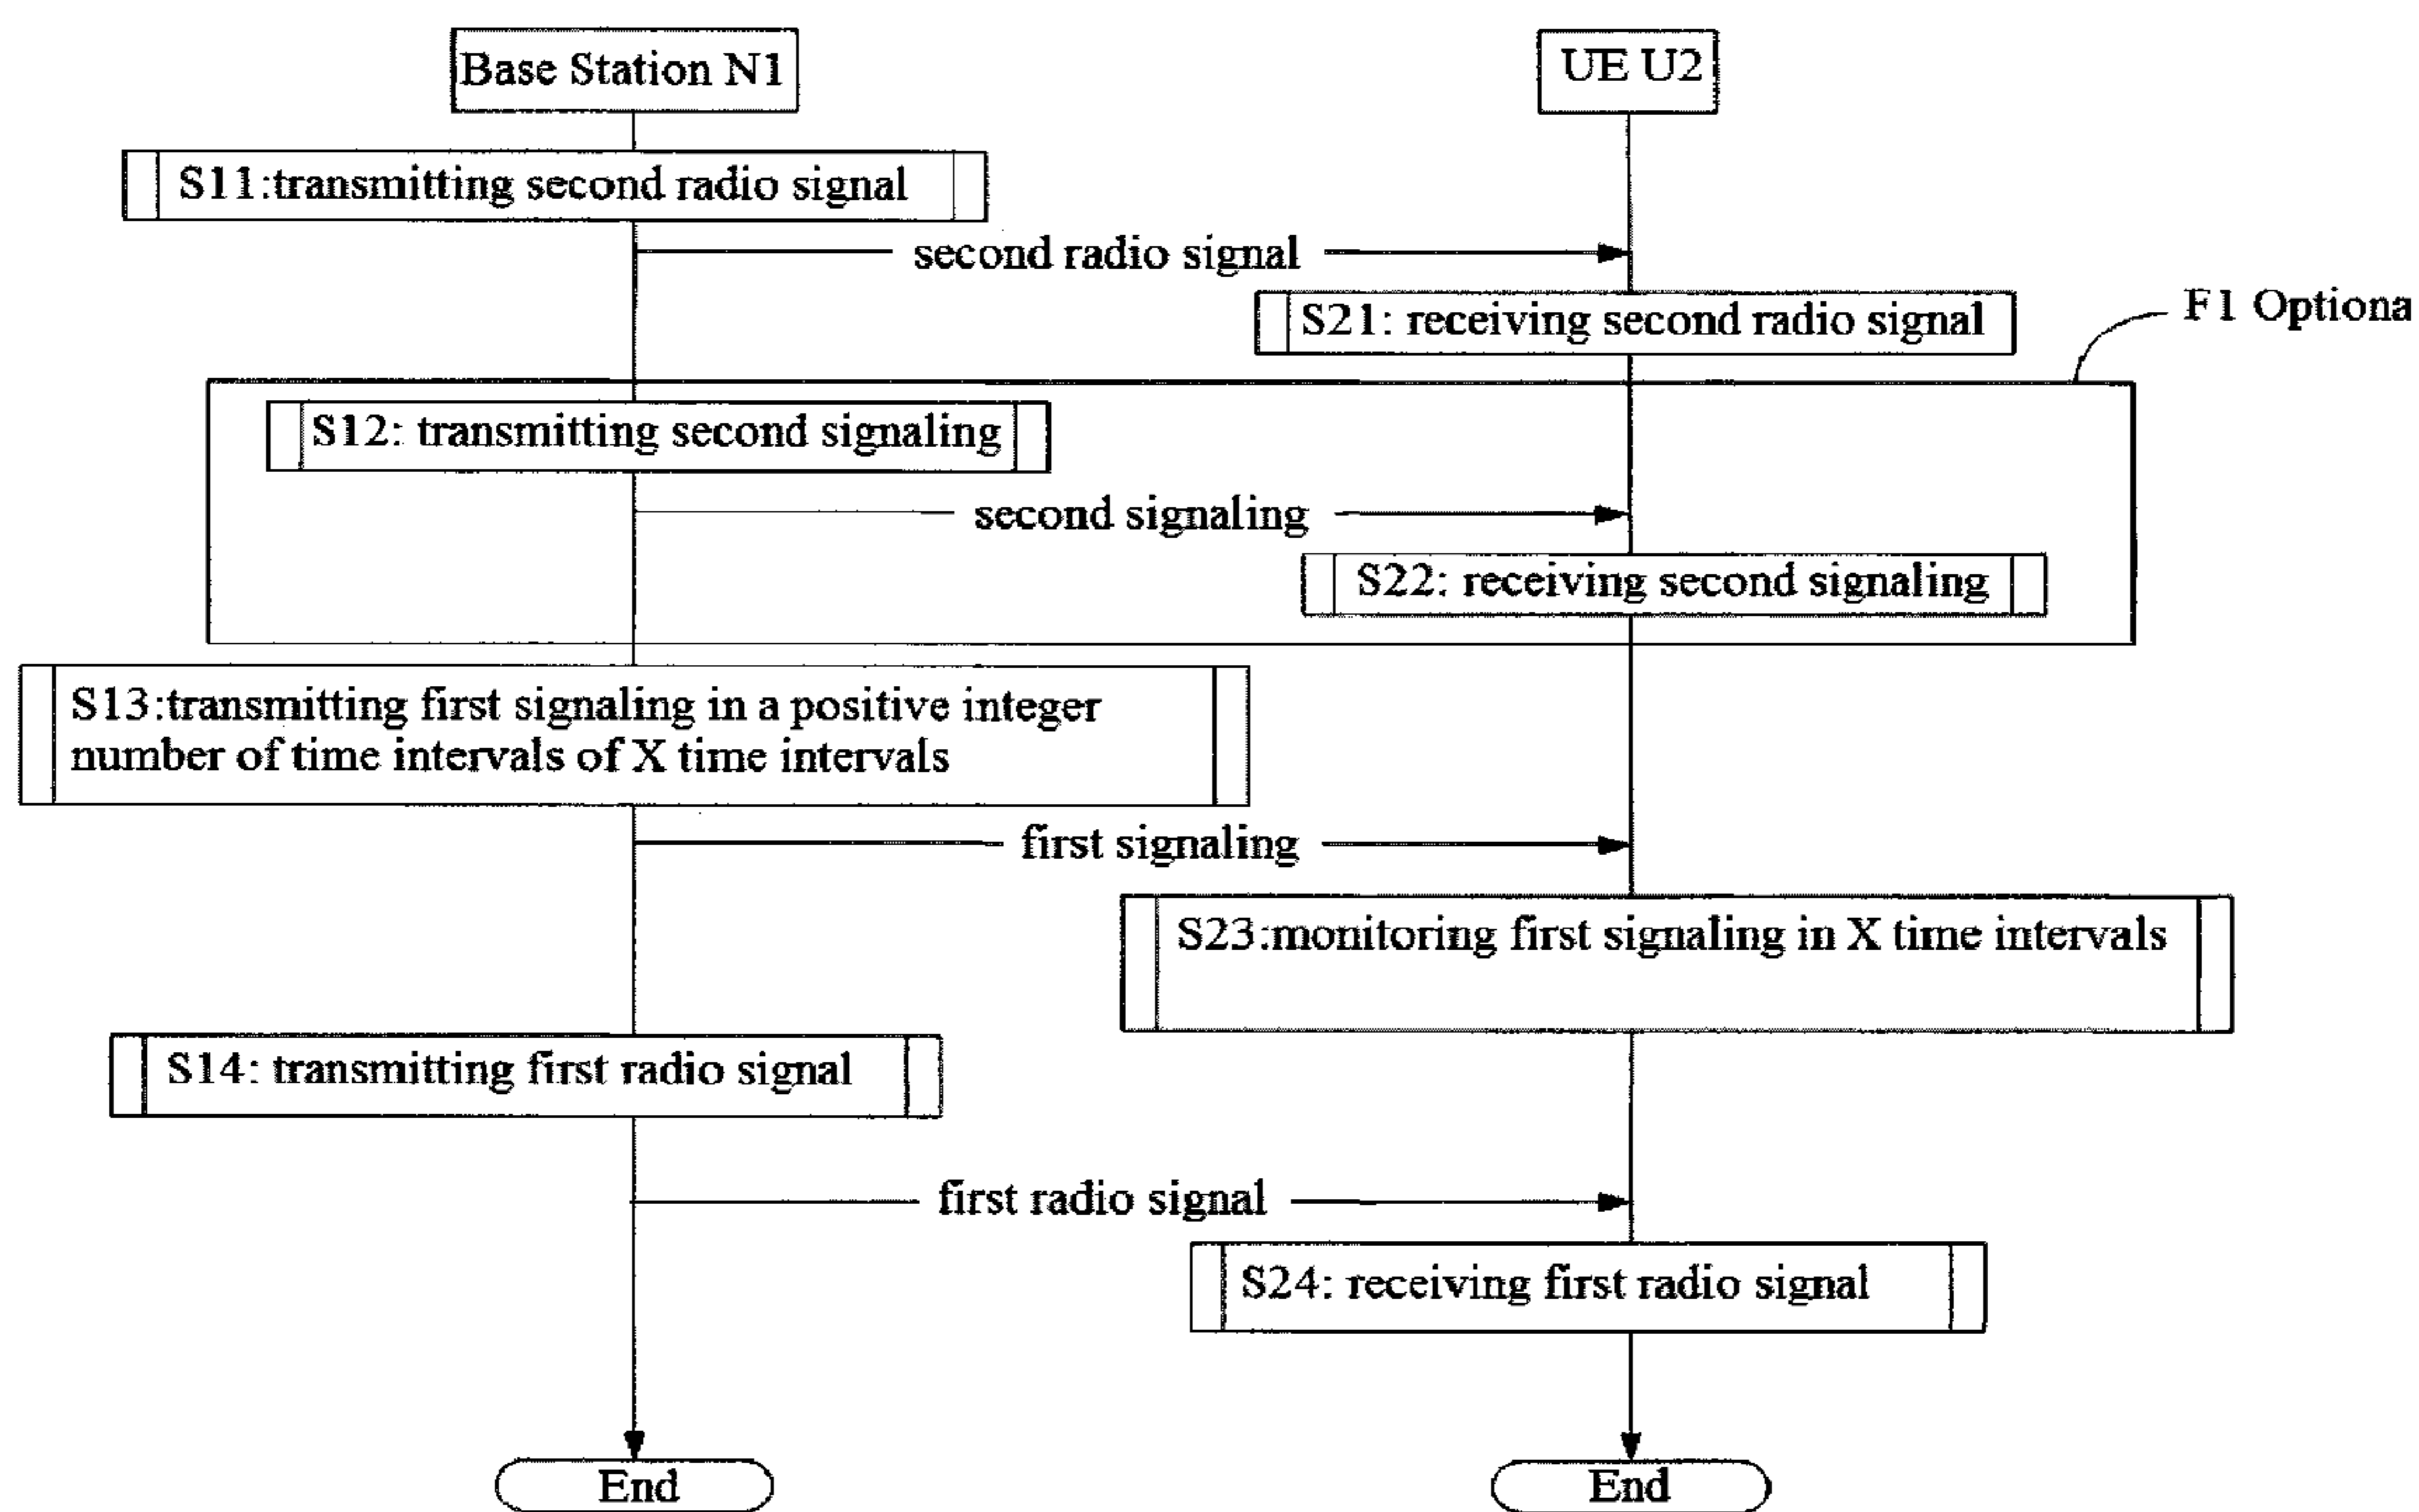 Base Station N1
UE U2
S11:transmitting second radio signal
second radio signal
S21: receiving second radio signal
F1 Optiona
S12: transmitting second signaling
second signaling
S22: receiving second signaling
S13:transmitting first signaling in a positive integer
number of time intervals of X time intervals
first signaling
S23:monitoring first signaling in X time intervals
S14: transmitting first radio signal
first radio signal
S24: receiving first radio signal
End
End